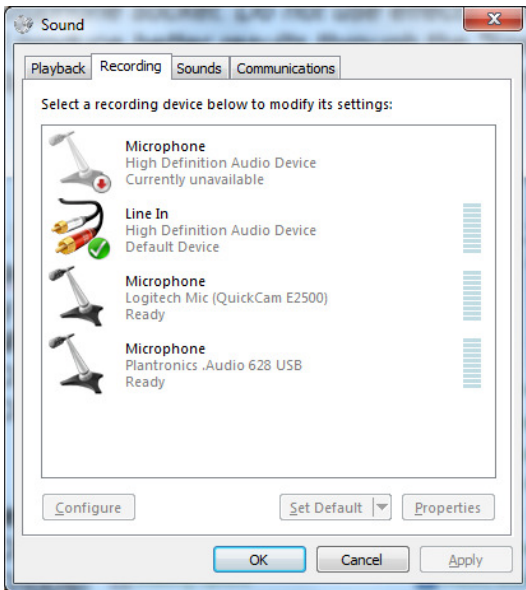 Sound
Playback Recording Sounds Communications
Select a recording device below to modify its settings:
Microphone
High Definition Audio Device
Currently unavailable
Line In
High Definition Audio Device
Default Device
Microphone
Logitech Mic (QuickCam E2500)
Ready
Microphone
Plantronics .Audio 628 USB
Ready
Configure Set Default Properties
OK Cancel Apply